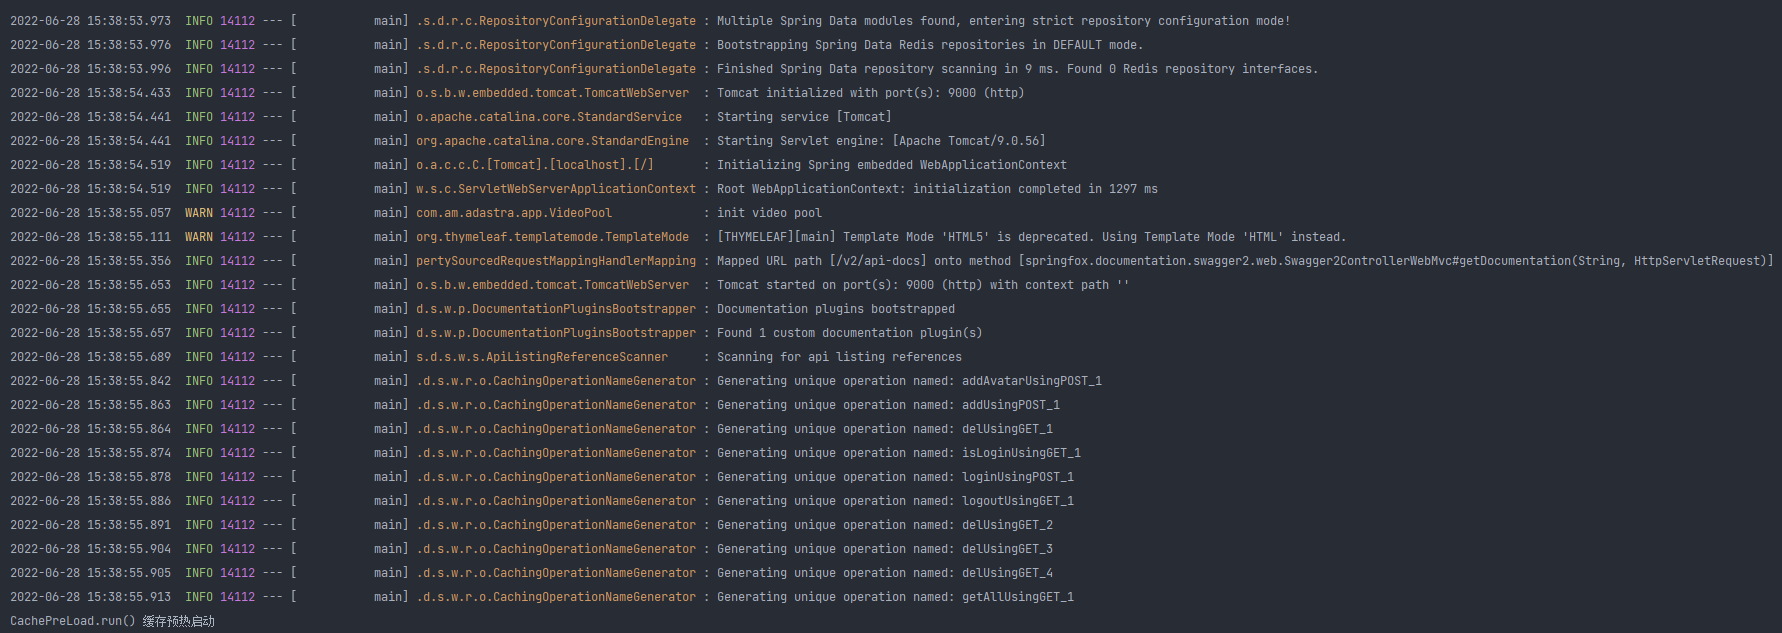 2022-06-28 15:38:53.973  INFO 14112 --- [           main] .s.d.r.c.RepositoryConfigurationDelegate : Multiple Spring Data modules found, entering strict repository configuration mode!
2022-06-28 15:38:53.976  INFO 14112 --- [           main] .s.d.r.c.RepositoryConfigurationDelegate : Bootstrapping Spring Data Redis repositories in DEFAULT mode.
2022-06-28 15:38:53.996  INFO 14112 --- [           main] .s.d.r.c.RepositoryConfigurationDelegate : Finished Spring Data repository scanning in 9 ms. Found 0 Redis repository interfaces.
2022-06-28 15:38:54.433  INFO 14112 --- [           main] o.s.b.w.embedded.tomcat.TomcatWebServer  : Tomcat initialized with port(s): 9000 (http)
2022-06-28 15:38:54.441  INFO 14112 --- [           main] o.apache.catalina.core.StandardService   : Starting service [Tomcat]
2022-06-28 15:38:54.441  INFO 14112 --- [           main] org.apache.catalina.core.StandardEngine  : Starting Servlet engine: [Apache Tomcat/9.0.56]
2022-06-28 15:38:54.519  INFO 14112 --- [           main] o.a.c.c.C.[Tomcat].[localhost].[/]       : Initializing Spring embedded WebApplicationContext
2022-06-28 15:38:54.519  INFO 14112 --- [           main] w.s.c.ServletWebServerApplicationContext : Root WebApplicationContext: initialization completed in 1297 ms
2022-06-28 15:38:55.057  WARN 14112 --- [           main] com.am.adastra.app.VideoPool             : init video pool
2022-06-28 15:38:55.111  WARN 14112 --- [           main] org.thymeleaf.templatemode.TemplateMode  : [THYMELEAF][main] Template Mode 'HTML5' is deprecated. Using Template Mode 'HTML' instead.
2022-06-28 15:38:55.356  INFO 14112 --- [           main] pertySourcedRequestMappingHandlerMapping : Mapped URL path [/v2/api-docs] onto method [springfox.documentation.swagger2.web.Swagger2ControllerWebMvc#getDocumentation(String, HttpServletRequest)]
2022-06-28 15:38:55.653  INFO 14112 --- [           main] o.s.b.w.embedded.tomcat.TomcatWebServer  : Tomcat started on port(s): 9000 (http) with context path ''
2022-06-28 15:38:55.655  INFO 14112 --- [           main] d.s.w.p.DocumentationPluginsBootstrapper : Documentation plugins bootstrapped
2022-06-28 15:38:55.657  INFO 14112 --- [           main] d.s.w.p.DocumentationPluginsBootstrapper : Found 1 custom documentation plugin(s)
2022-06-28 15:38:55.689  INFO 14112 --- [           main] s.d.s.w.s.ApiListingReferenceScanner     : Scanning for api listing references
2022-06-28 15:38:55.842  INFO 14112 --- [           main] .d.s.w.r.o.CachingOperationNameGenerator : Generating unique operation named: addAvatarUsingPOST_1
2022-06-28 15:38:55.863  INFO 14112 --- [           main] .d.s.w.r.o.CachingOperationNameGenerator : Generating unique operation named: addUsingPOST_1
2022-06-28 15:38:55.864  INFO 14112 --- [           main] .d.s.w.r.o.CachingOperationNameGenerator : Generating unique operation named: delUsingGET_1
2022-06-28 15:38:55.874  INFO 14112 --- [           main] .d.s.w.r.o.CachingOperationNameGenerator : Generating unique operation named: isLoginUsingGET_1
2022-06-28 15:38:55.878  INFO 14112 --- [           main] .d.s.w.r.o.CachingOperationNameGenerator : Generating unique operation named: loginUsingPOST_1
2022-06-28 15:38:55.886  INFO 14112 --- [           main] .d.s.w.r.o.CachingOperationNameGenerator : Generating unique operation named: logoutUsingGET_1
2022-06-28 15:38:55.891  INFO 14112 --- [           main] .d.s.w.r.o.CachingOperationNameGenerator : Generating unique operation named: delUsingGET_2
2022-06-28 15:38:55.904  INFO 14112 --- [           main] .d.s.w.r.o.CachingOperationNameGenerator : Generating unique operation named: delUsingGET_3
2022-06-28 15:38:55.905  INFO 14112 --- [           main] .d.s.w.r.o.CachingOperationNameGenerator : Generating unique operation named: delUsingGET_4
2022-06-28 15:38:55.913  INFO 14112 --- [           main] .d.s.w.r.o.CachingOperationNameGenerator : Generating unique operation named: getAllUsingGET_1
CachePreLoad.run() 缓存预热启动